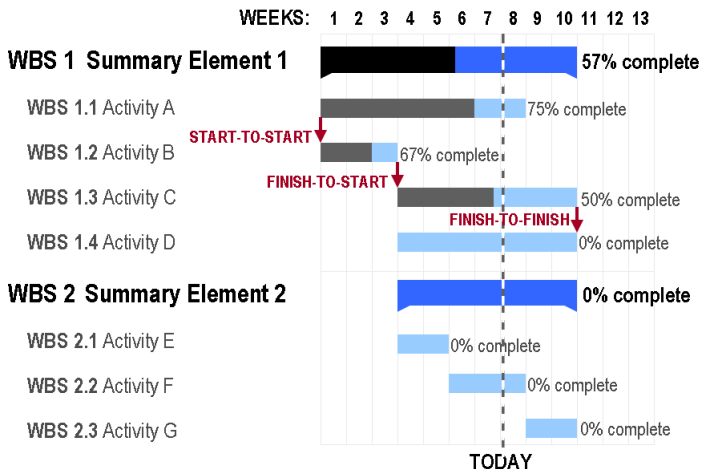 WEEKS: 1 2 3 4 5 6 7 8 9 10 11 12 13
WBS 1 Summary Element 1 57% complete
WBS 1.1 Activity A 75% complete
START-TO-START
WBS 1.2 Activity B 67% complete
FINISH-TO-START
WBS 1.3 Activity C 50% complete
FINISH-TO-FINISH
WBS 1.4 Activity D 0% complete
WBS 2 Summary Element 2 0% complete
WBS 2.1 Activity E 0% complete
WBS 2.2 Activity F 0% complete
WBS 2.3 Activity G 0% complete
TODAY